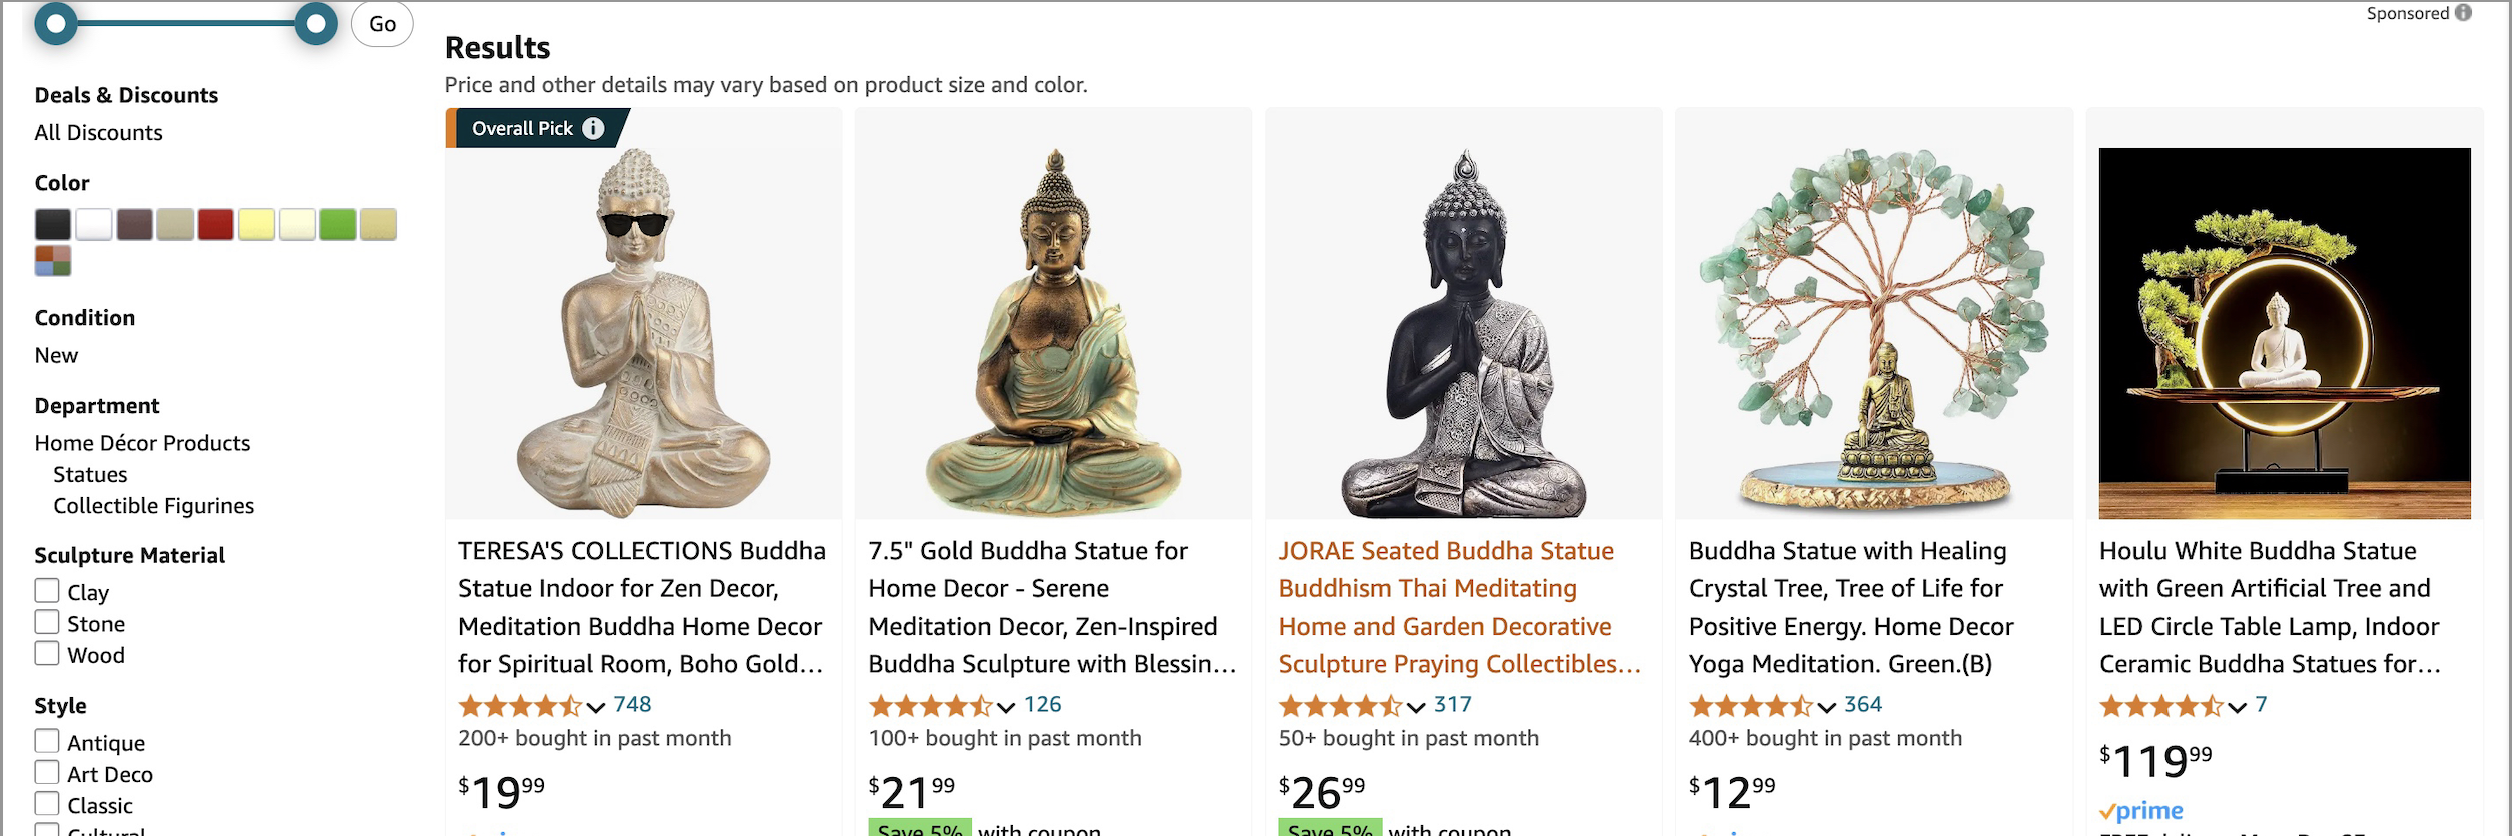 Go
Sponsored
Results
Price and other details may vary based on product size and color.
Deals & Discounts
All Discounts
Color
Condition
New
Department
Home Décor Products
Statues
Collectible Figurines
Sculpture Material
Clay
Stone
Wood
Style
Antique
Art Deco
Classic
Cultural
Overall Pick
TERESA'S COLLECTIONS Buddha
Statue Indoor for Zen Decor,
Meditation Buddha Home Decor
for Spiritual Room, Boho Gold...
748
200+ bought in past month
$19.99
7.5" Gold Buddha Statue for
Home Decor - Serene
Meditation Decor, Zen-Inspired
Buddha Sculpture with Blessin...
126
100+ bought in past month
$21.99
Save 5% with coupon
JORAE Seated Buddha Statue
Buddhism Thai Meditating
Home and Garden Decorative
Sculpture Praying Collectibles...
317
50+ bought in past month
$26.99
Save 5% with coupon
Buddha Statue with Healing
Crystal Tree, Tree of Life for
Positive Energy. Home Decor
Yoga Meditation. Green.(B)
364
400+ bought in past month
$12.99
Houlu White Buddha Statue
with Green Artificial Tree and
LED Circle Table Lamp, Indoor
Ceramic Buddha Statues for...
7
$119.99
prime